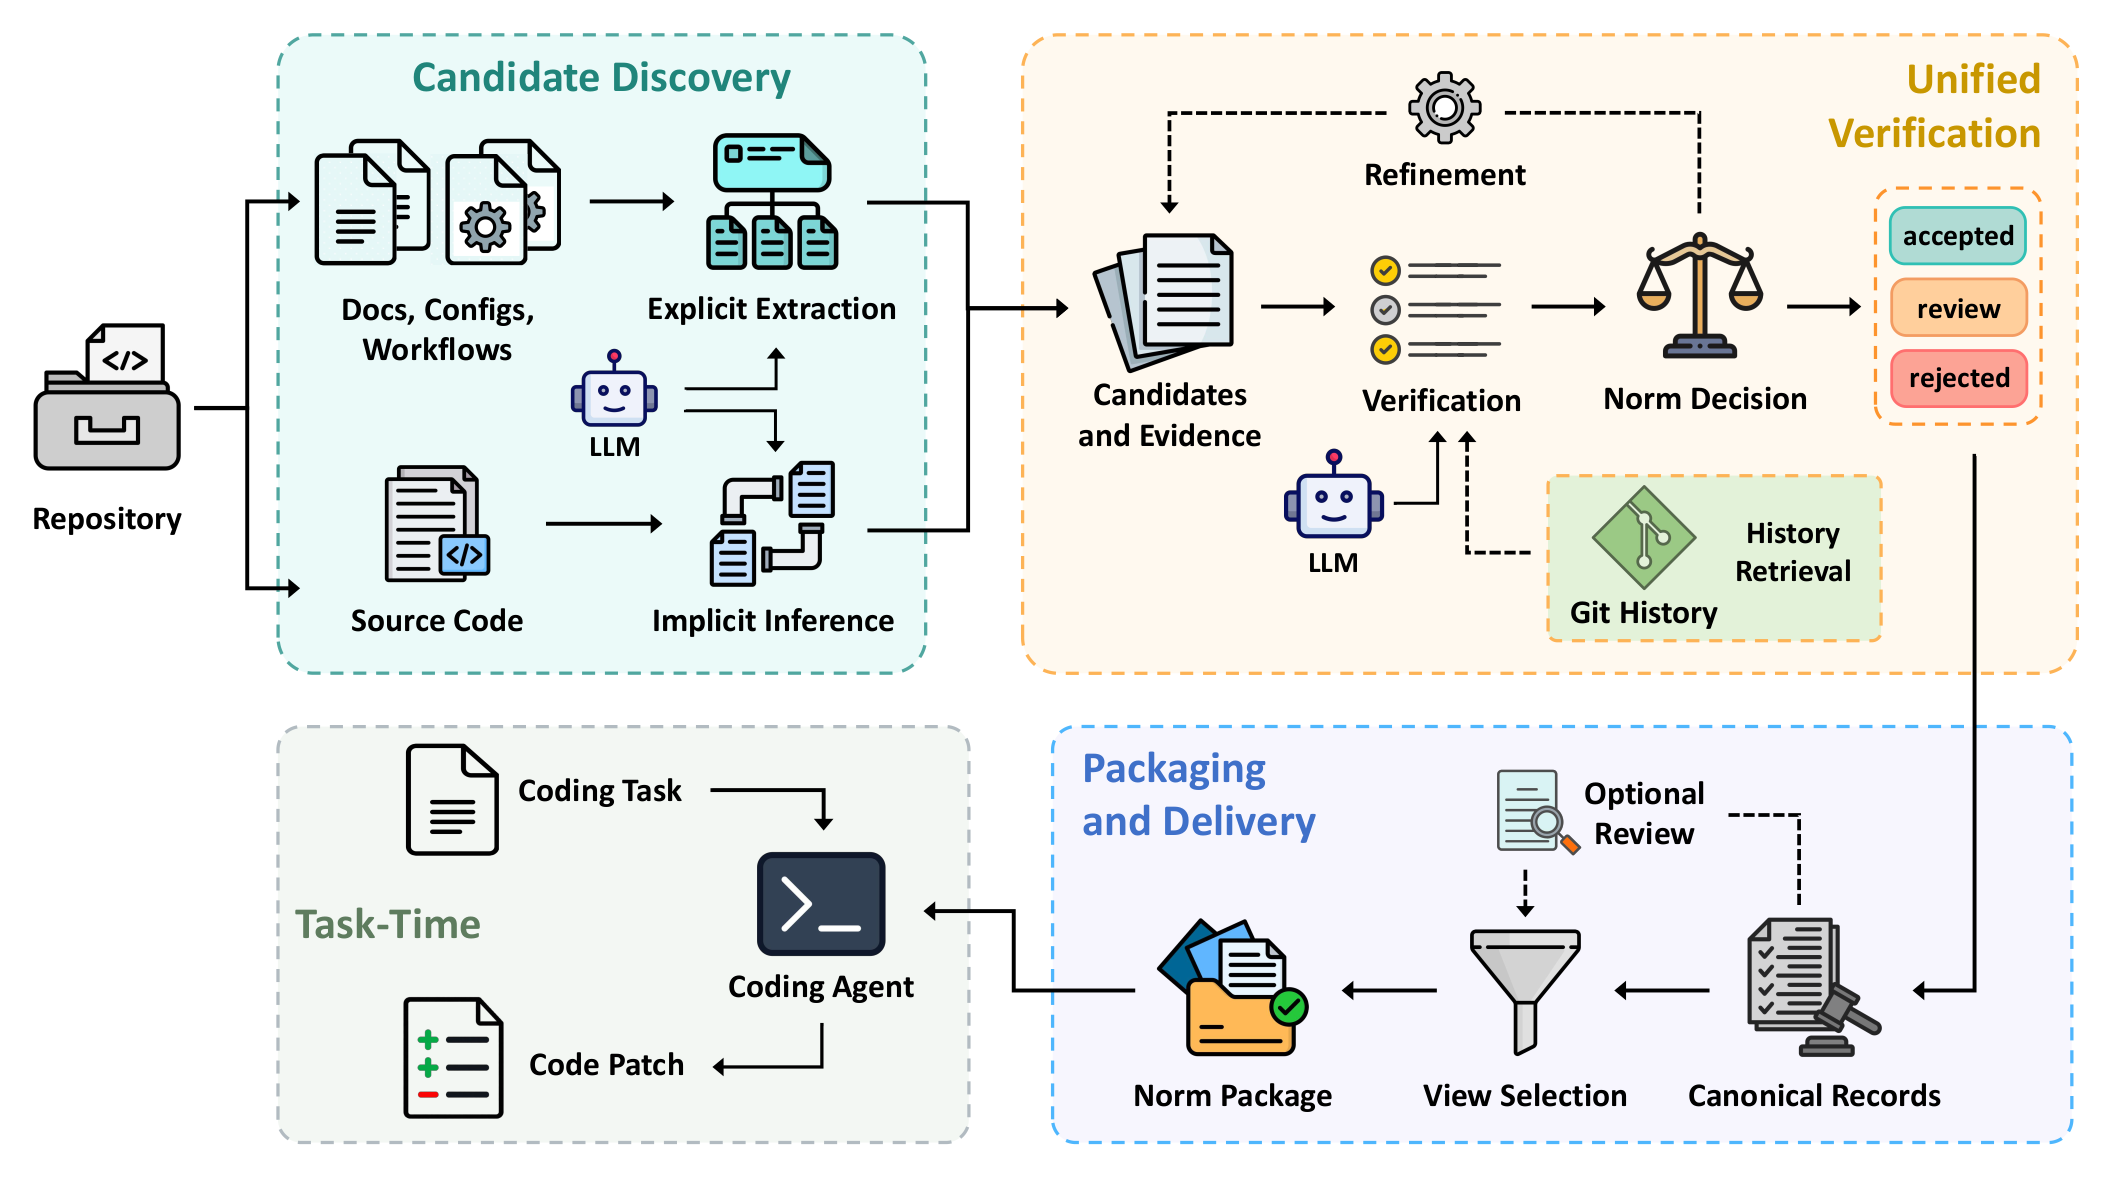 Candidate Discovery
Docs, Configs,
Workflows
Explicit Extraction
LLM
</>
Repository
</>
Source Code
Implicit Inference
Unified
Verification
Refinement
accepted
review
rejected
Candidates
and Evidence
Verification
Norm Decision
LLM
History
Retrieval
Git History
Coding Task
Task-Time
Coding Agent
Code Patch
Packaging
and Delivery
Optional
Review
Norm Package
View Selection
Canonical Records